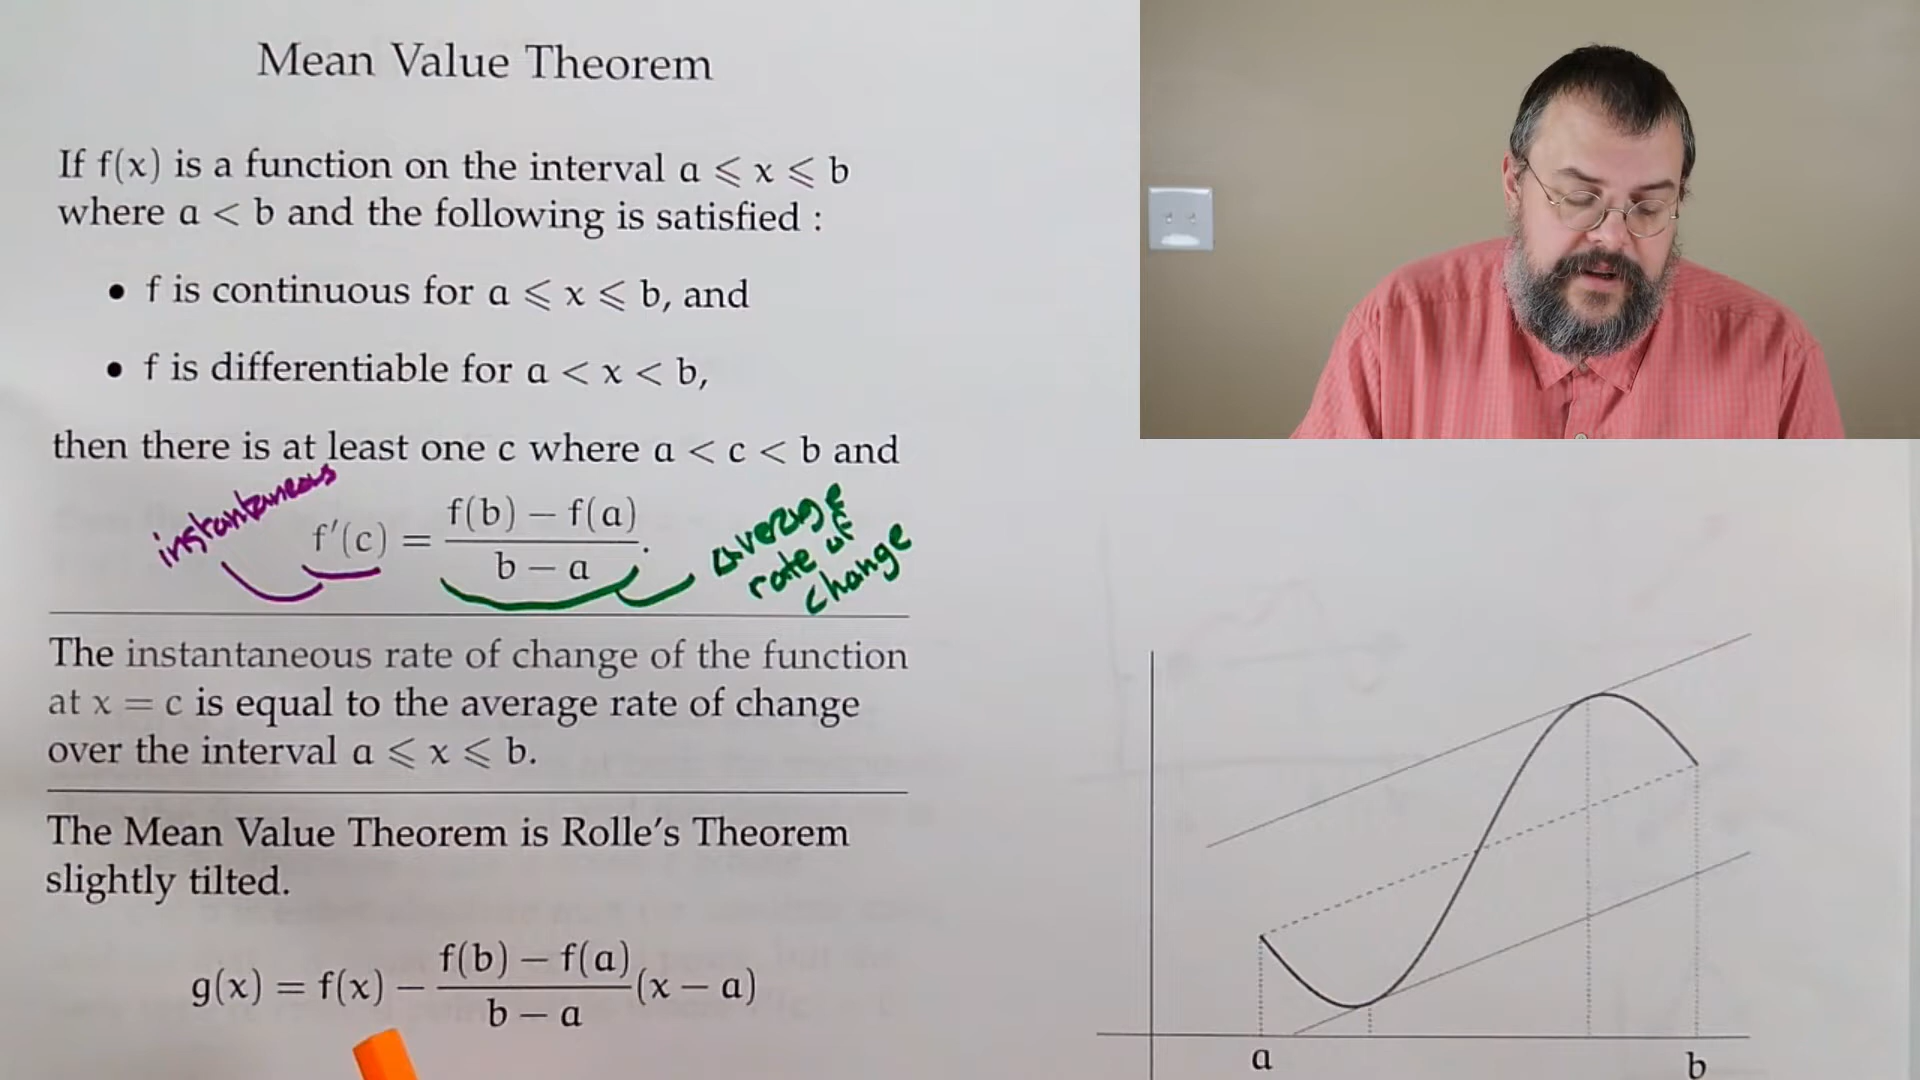 Mean Value Theorem
If f(x) is a function on the interval a ⩽ x ⩽ b
where a < b and the following is satisfied :
• f is continuous for a ⩽ x ⩽ b, and
• f is differentiable for a < x < b,
then there is at least one c where a < c < b and
instantaneous
f′(c) = \frac{f(b) − f(a)}{b − a}.
average
rate of
change
The instantaneous rate of change of the function
at x = c is equal to the average rate of change
over the interval a ⩽ x ⩽ b.
The Mean Value Theorem is Rolle's Theorem
slightly tilted.
g(x) = f(x) − \frac{f(b) − f(a)}{b − a}(x − a)
a
b